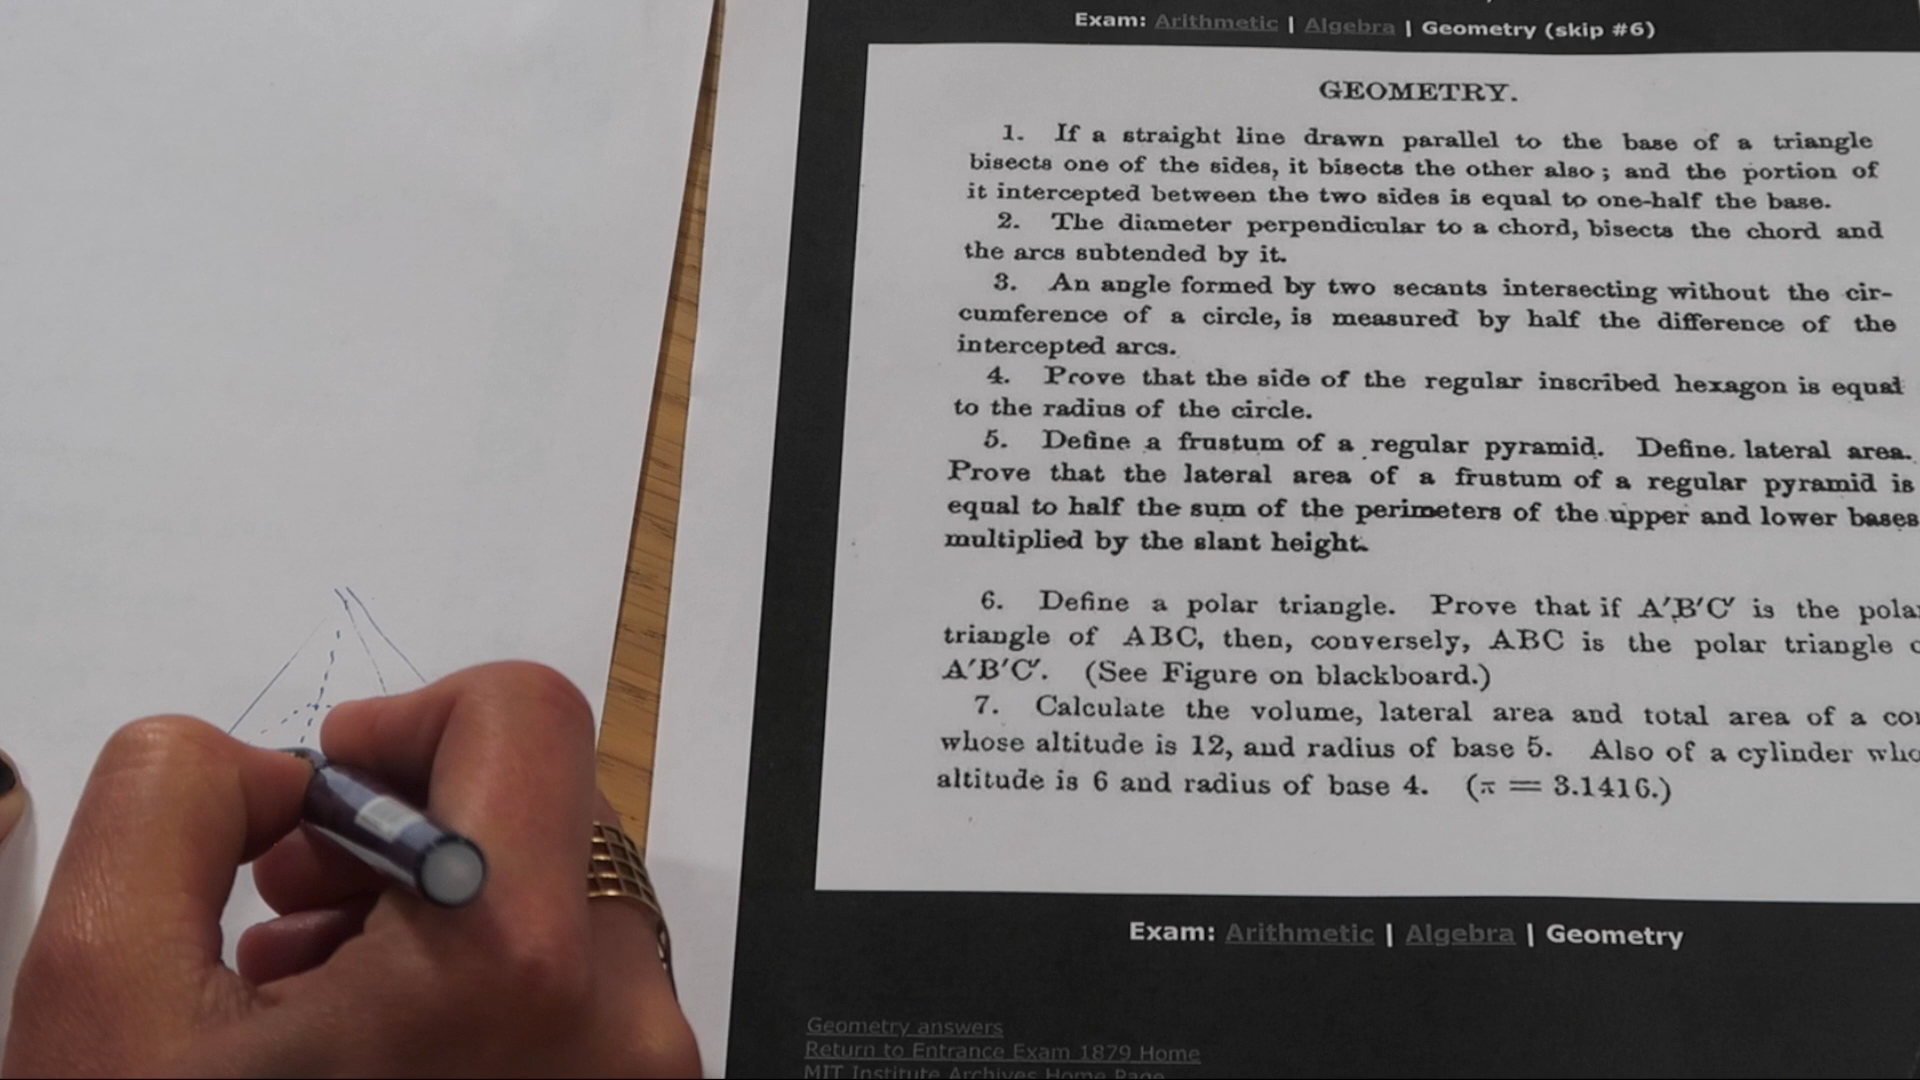 Exam: Arithmetic | Algebra | Geometry (skip #6)
GEOMETRY.
1. If a straight line drawn parallel to the base of a triangle
bisects one of the sides, it bisects the other also; and the portion of
it intercepted between the two sides is equal to one-half the base.
2. The diameter perpendicular to a chord, bisects the chord and
the arcs subtended by it.
3. An angle formed by two secants intersecting without the cir-
cumference of a circle, is measured by half the difference of the
intercepted arcs.
4. Prove that the side of the regular inscribed hexagon is equal
to the radius of the circle.
5. Define a frustum of a regular pyramid. Define. lateral area.
Prove that the lateral area of a frustum of a regular pyramid is
equal to half the sum of the perimeters of the upper and lower bases
multiplied by the slant height.
6. Define a polar triangle. Prove that if A'B'C' is the pola
triangle of ABC, then, conversely, ABC is the polar triangle
A'B'C'. (See Figure on blackboard.)
7. Calculate the volume, lateral area and total area of a co
whose altitude is 12, and radius of base 5. Also of a cylinder who
altitude is 6 and radius of base 4. (π = 3.1416.)
Exam: Arithmetic | Algebra | Geometry
Geometry answers
Return to Entrance Exam 1879 Home
MIT Institute Archives Home Page